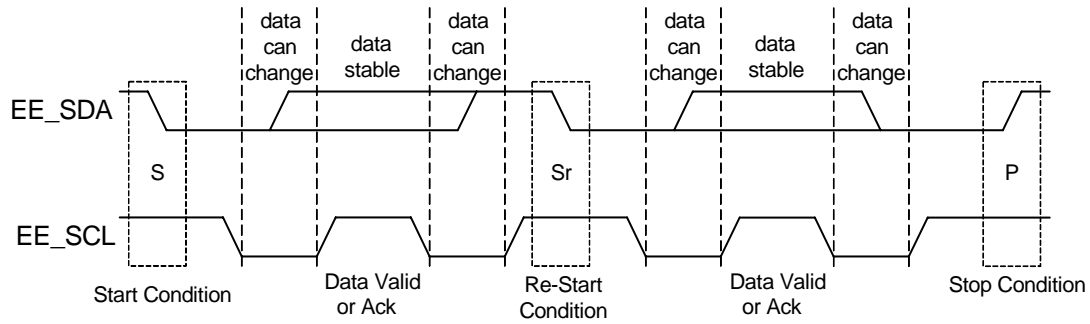 data
can
change
data
stable
data
can
change
data
can
change
data
stable
data
can
change
EE_SDA
S
Sr
P
EE_SCL
Start Condition
Data Valid
or Ack
Re-Start
Condition
Data Valid
or Ack
Stop Condition